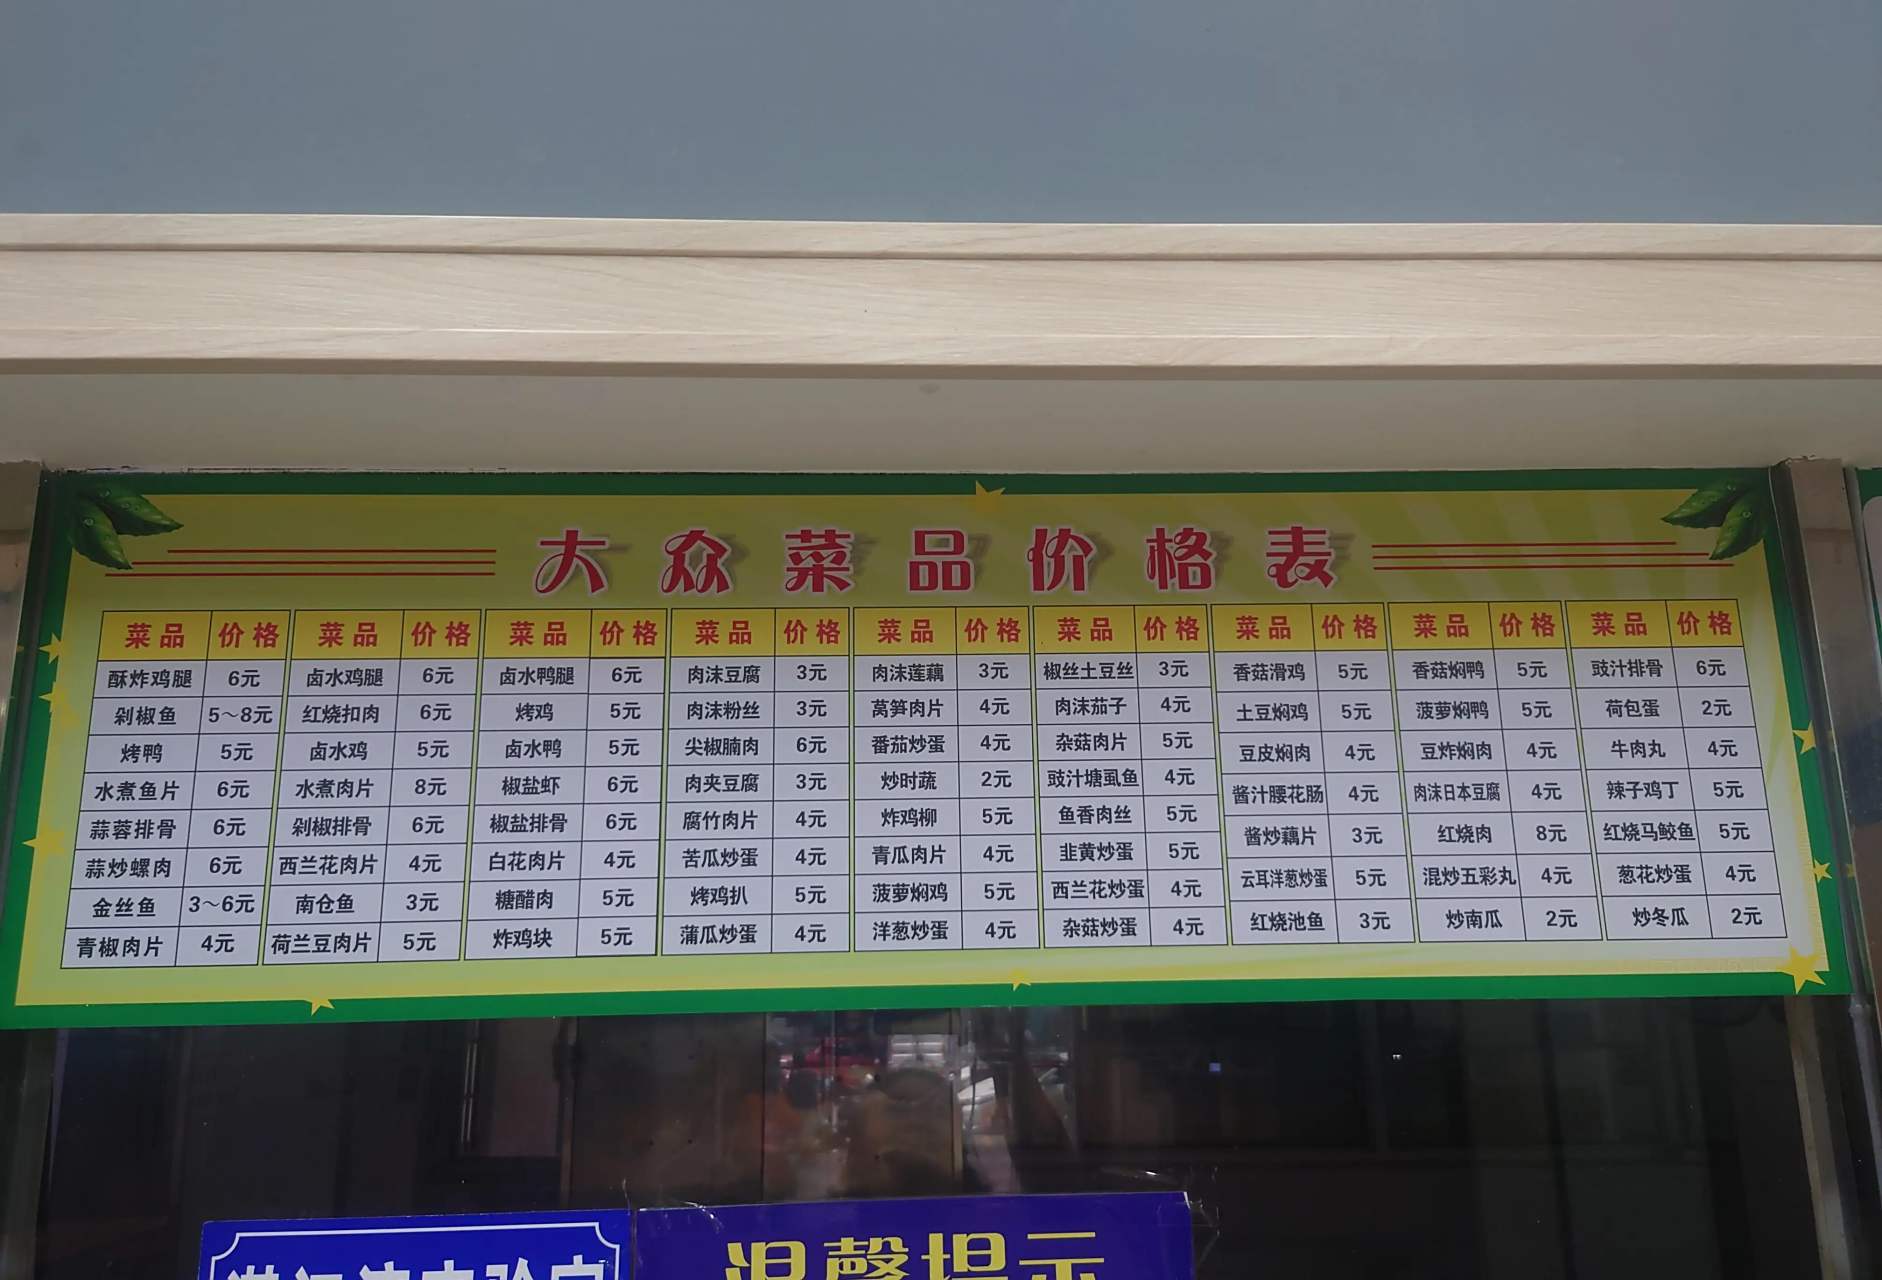 大众菜品价格表
菜品 价格 菜品 价格 菜品 价格 菜品 价格 菜品 价格 菜品 价格 菜品 价格 菜品 价格 菜品 价格
酥炸鸡腿 6元 卤水鸡腿 6元 卤水鸭腿 6元 肉沫豆腐 3元 肉沫莲藕 3元 椒丝土豆丝 3元 香菇滑鸡 5元 香菇焖鸭 5元 豉汁排骨 6元
剁椒鱼 5～8元 红烧扣肉 6元 烤鸡 5元 肉沫粉丝 3元 莴笋肉片 4元 肉沫茄子 4元 土豆焖鸡 5元 菠萝焖鸭 5元 荷包蛋 2元
烤鸭 5元 卤水鸡 5元 卤水鸭 5元 尖椒腩肉 6元 番茄炒蛋 4元 杂菇肉片 5元 豆皮焖肉 4元 豆炸焖肉 4元 牛肉丸 4元
水煮鱼片 6元 水煮肉片 8元 椒盐虾 6元 肉夹豆腐 3元 炒时蔬 2元 豉汁塘虱鱼 4元 酱汁腰花肠 4元 肉沫日本豆腐 4元 辣子鸡丁 5元
蒜蓉排骨 6元 剁椒排骨 6元 椒盐排骨 6元 腐竹肉片 4元 炸鸡柳 5元 鱼香肉丝 5元 酱炒藕片 3元 红烧肉 8元 红烧马鲛鱼 5元
蒜炒螺肉 6元 西兰花肉片 4元 白花肉片 4元 苦瓜炒蛋 4元 青瓜肉片 4元 韭黄炒蛋 5元 云耳洋葱炒蛋 5元 混炒五彩丸 4元 葱花炒蛋 4元
金丝鱼 3～6元 南仓鱼 3元 糖醋肉 5元 烤鸡扒 5元 菠萝焖鸡 5元 西兰花炒蛋 4元 红烧池鱼 3元 炒南瓜 2元 炒冬瓜 2元
青椒肉片 4元 荷兰豆肉片 5元 炸鸡块 5元 蒲瓜炒蛋 4元 洋葱炒蛋 4元 杂菇炒蛋 4元
温馨提示